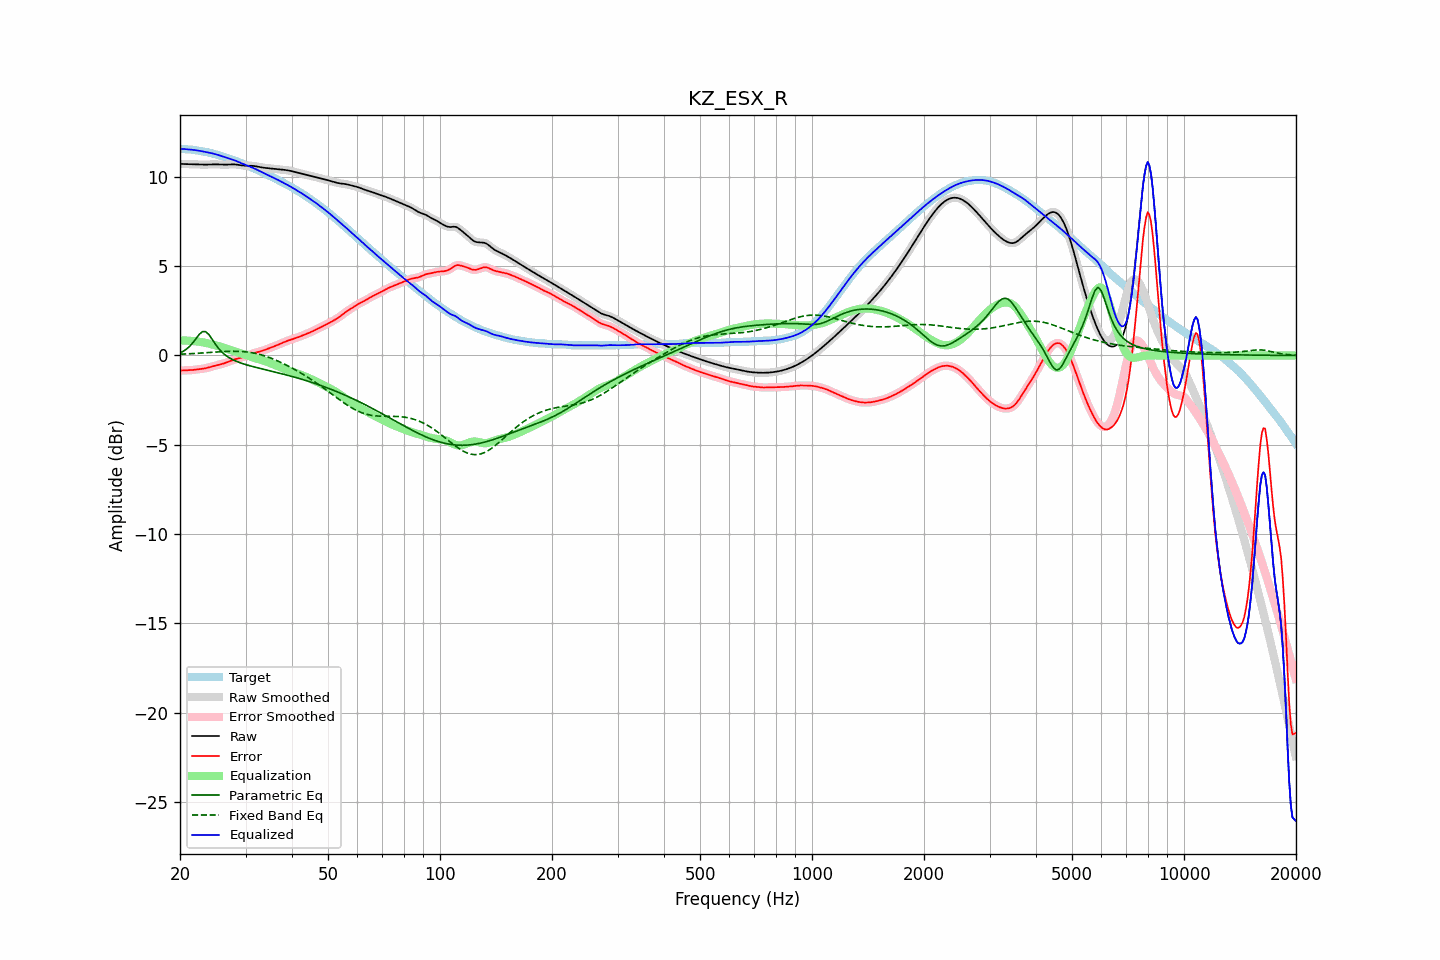 KZ_ESX_R
Amplitude (dBr)
10
5
0
−5
−10
−15
−20
−25
Target
Raw Smoothed
Error Smoothed
Raw
Error
Equalization
Parametric Eq
Fixed Band Eq
Equalized
20 50 100 200 500 1000 2000 5000 10000 20000
Frequency (Hz)